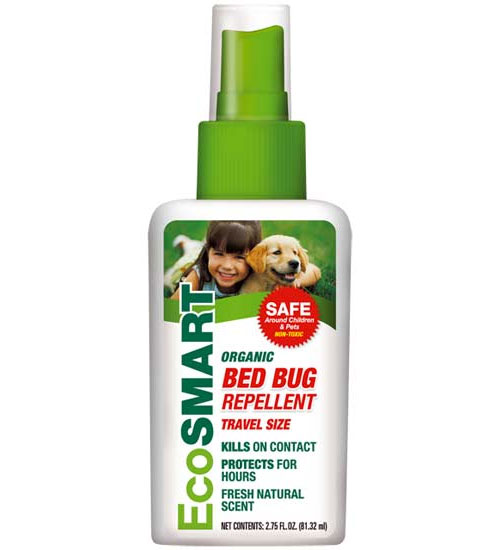 EcoSMART
SAFE
Around Children
& Pets
NON-TOXIC
ORGANIC
BED BUG
REPELLENT
TRAVEL SIZE
KILLS ON CONTACT
PROTECTS FOR
HOURS
FRESH NATURAL
SCENT
NET CONTENTS: 2.75 FL. OZ. (81.32 ml)